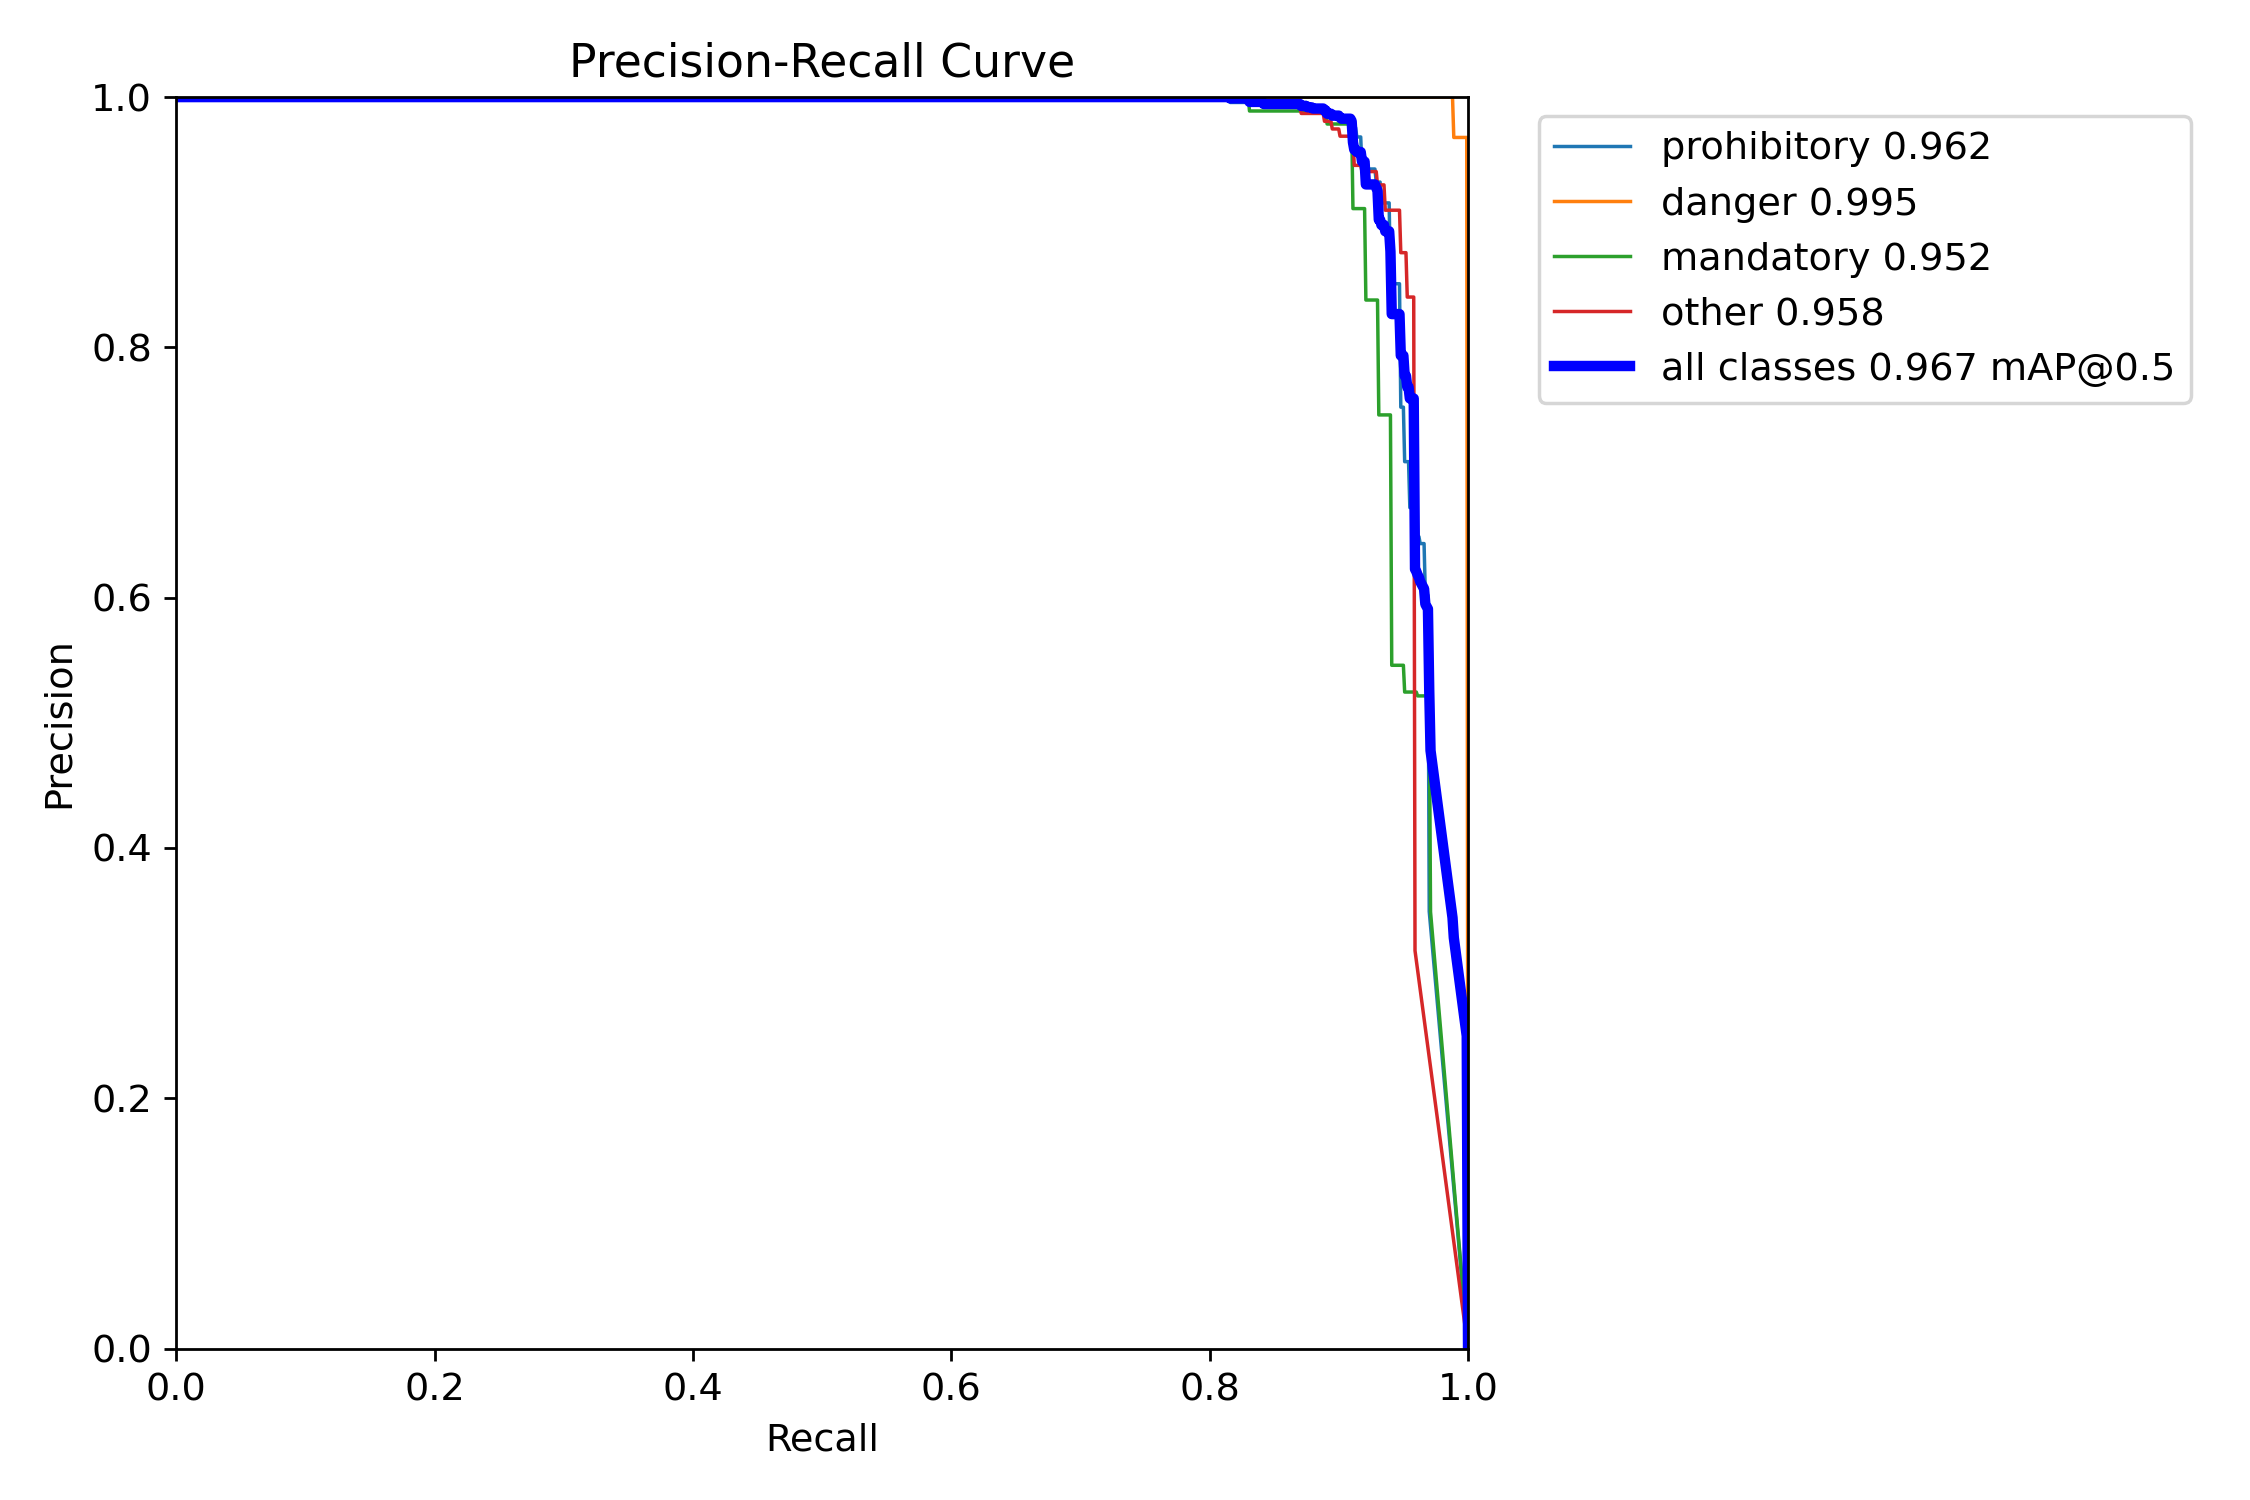 Precision-Recall Curve
1.0
0.8
0.6
0.4
0.2
0.0
Precision
0.0 0.2 0.4 0.6 0.8 1.0
Recall
prohibitory 0.962
danger 0.995
mandatory 0.952
other 0.958
all classes 0.967 mAP@0.5